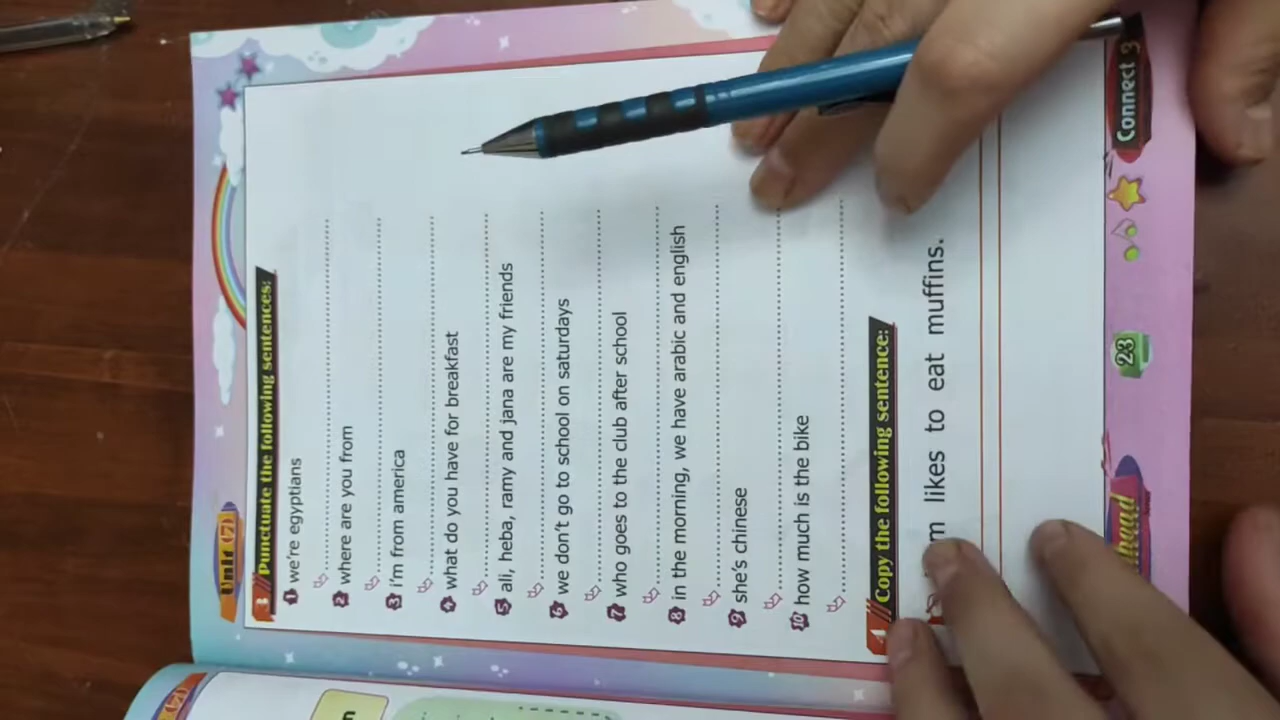 Unit (7)
3 Punctuate the following sentences:
1 we're egyptians
2 where are you from
3 i'm from america
4 what do you have for breakfast
5 ali, heba, ramy and jana are my friends
6 we don't go to school on saturdays
7 who goes to the club after school
8 in the morning, we have arabic and english
9 she's chinese
10 how much is the bike
4 Copy the following sentence:
likes to eat muffins.
23
Connect 3